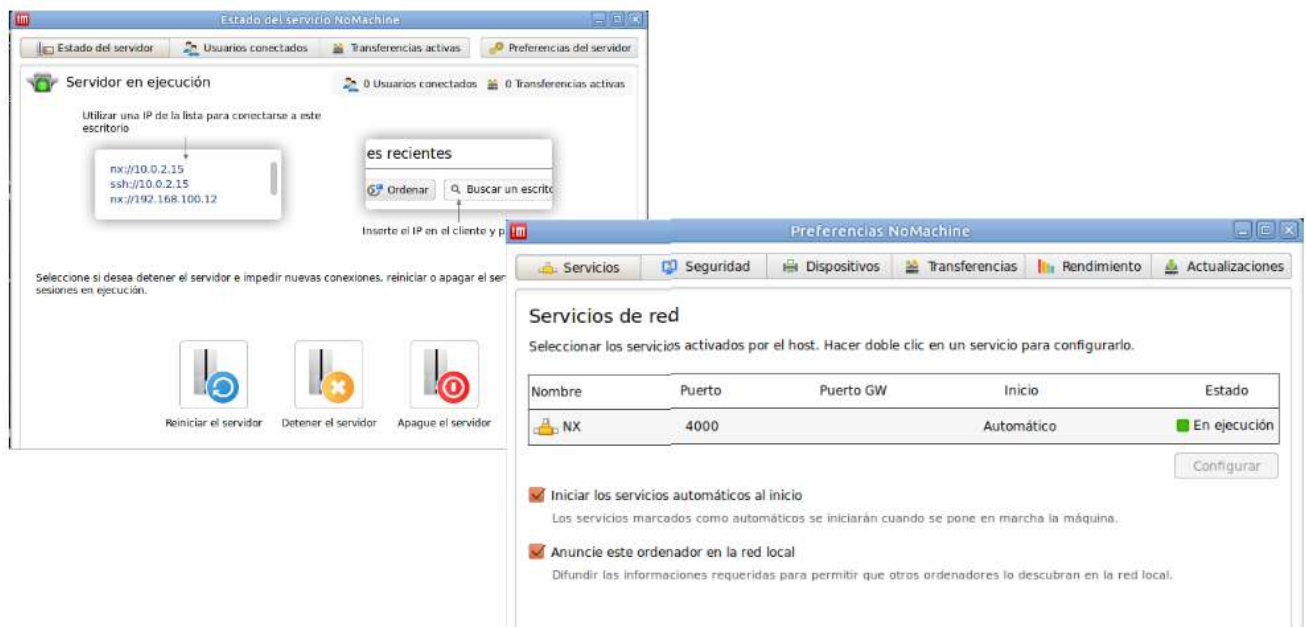 Estado del servicio NoMachine
Estado del servidor
Usuarios conectados
Transferencias activas
Preferencias del servidor
Servidor en ejecución
0 Usuarios conectados
0 Transferencias activas
Utilizar una IP de la lista para conectarse a este
escritorio
nx://10.0.2.15
ssh://10.0.2.15
nx://192.168.100.12
es recientes
Ordenar
Buscar un escrito
Inserte el IP en el cliente y p
Seleccione si desea detener el servidor e impedir nuevas conexiones, reiniciar o apagar el ser
sesiones en ejecución.
Reiniciar el servidor
Detener el servidor
Apague el servidor
Preferencias NoMachine
Servicios
Seguridad
Dispositivos
Transferencias
Rendimiento
Actualizaciones
Servicios de red
Seleccionar los servicios activados por el host. Hacer doble clic en un servicio para configurarlo.
Nombre Puerto Puerto GW Inicio Estado
NX 4000 Automático En ejecución
Configurar
Iniciar los servicios automáticos al inicio
Los servicios marcados como automáticos se iniciarán cuando se pone en marcha la máquina.
Anuncie este ordenador en la red local
Difundir las informaciones requeridas para permitir que otros ordenadores lo descubran en la red local.